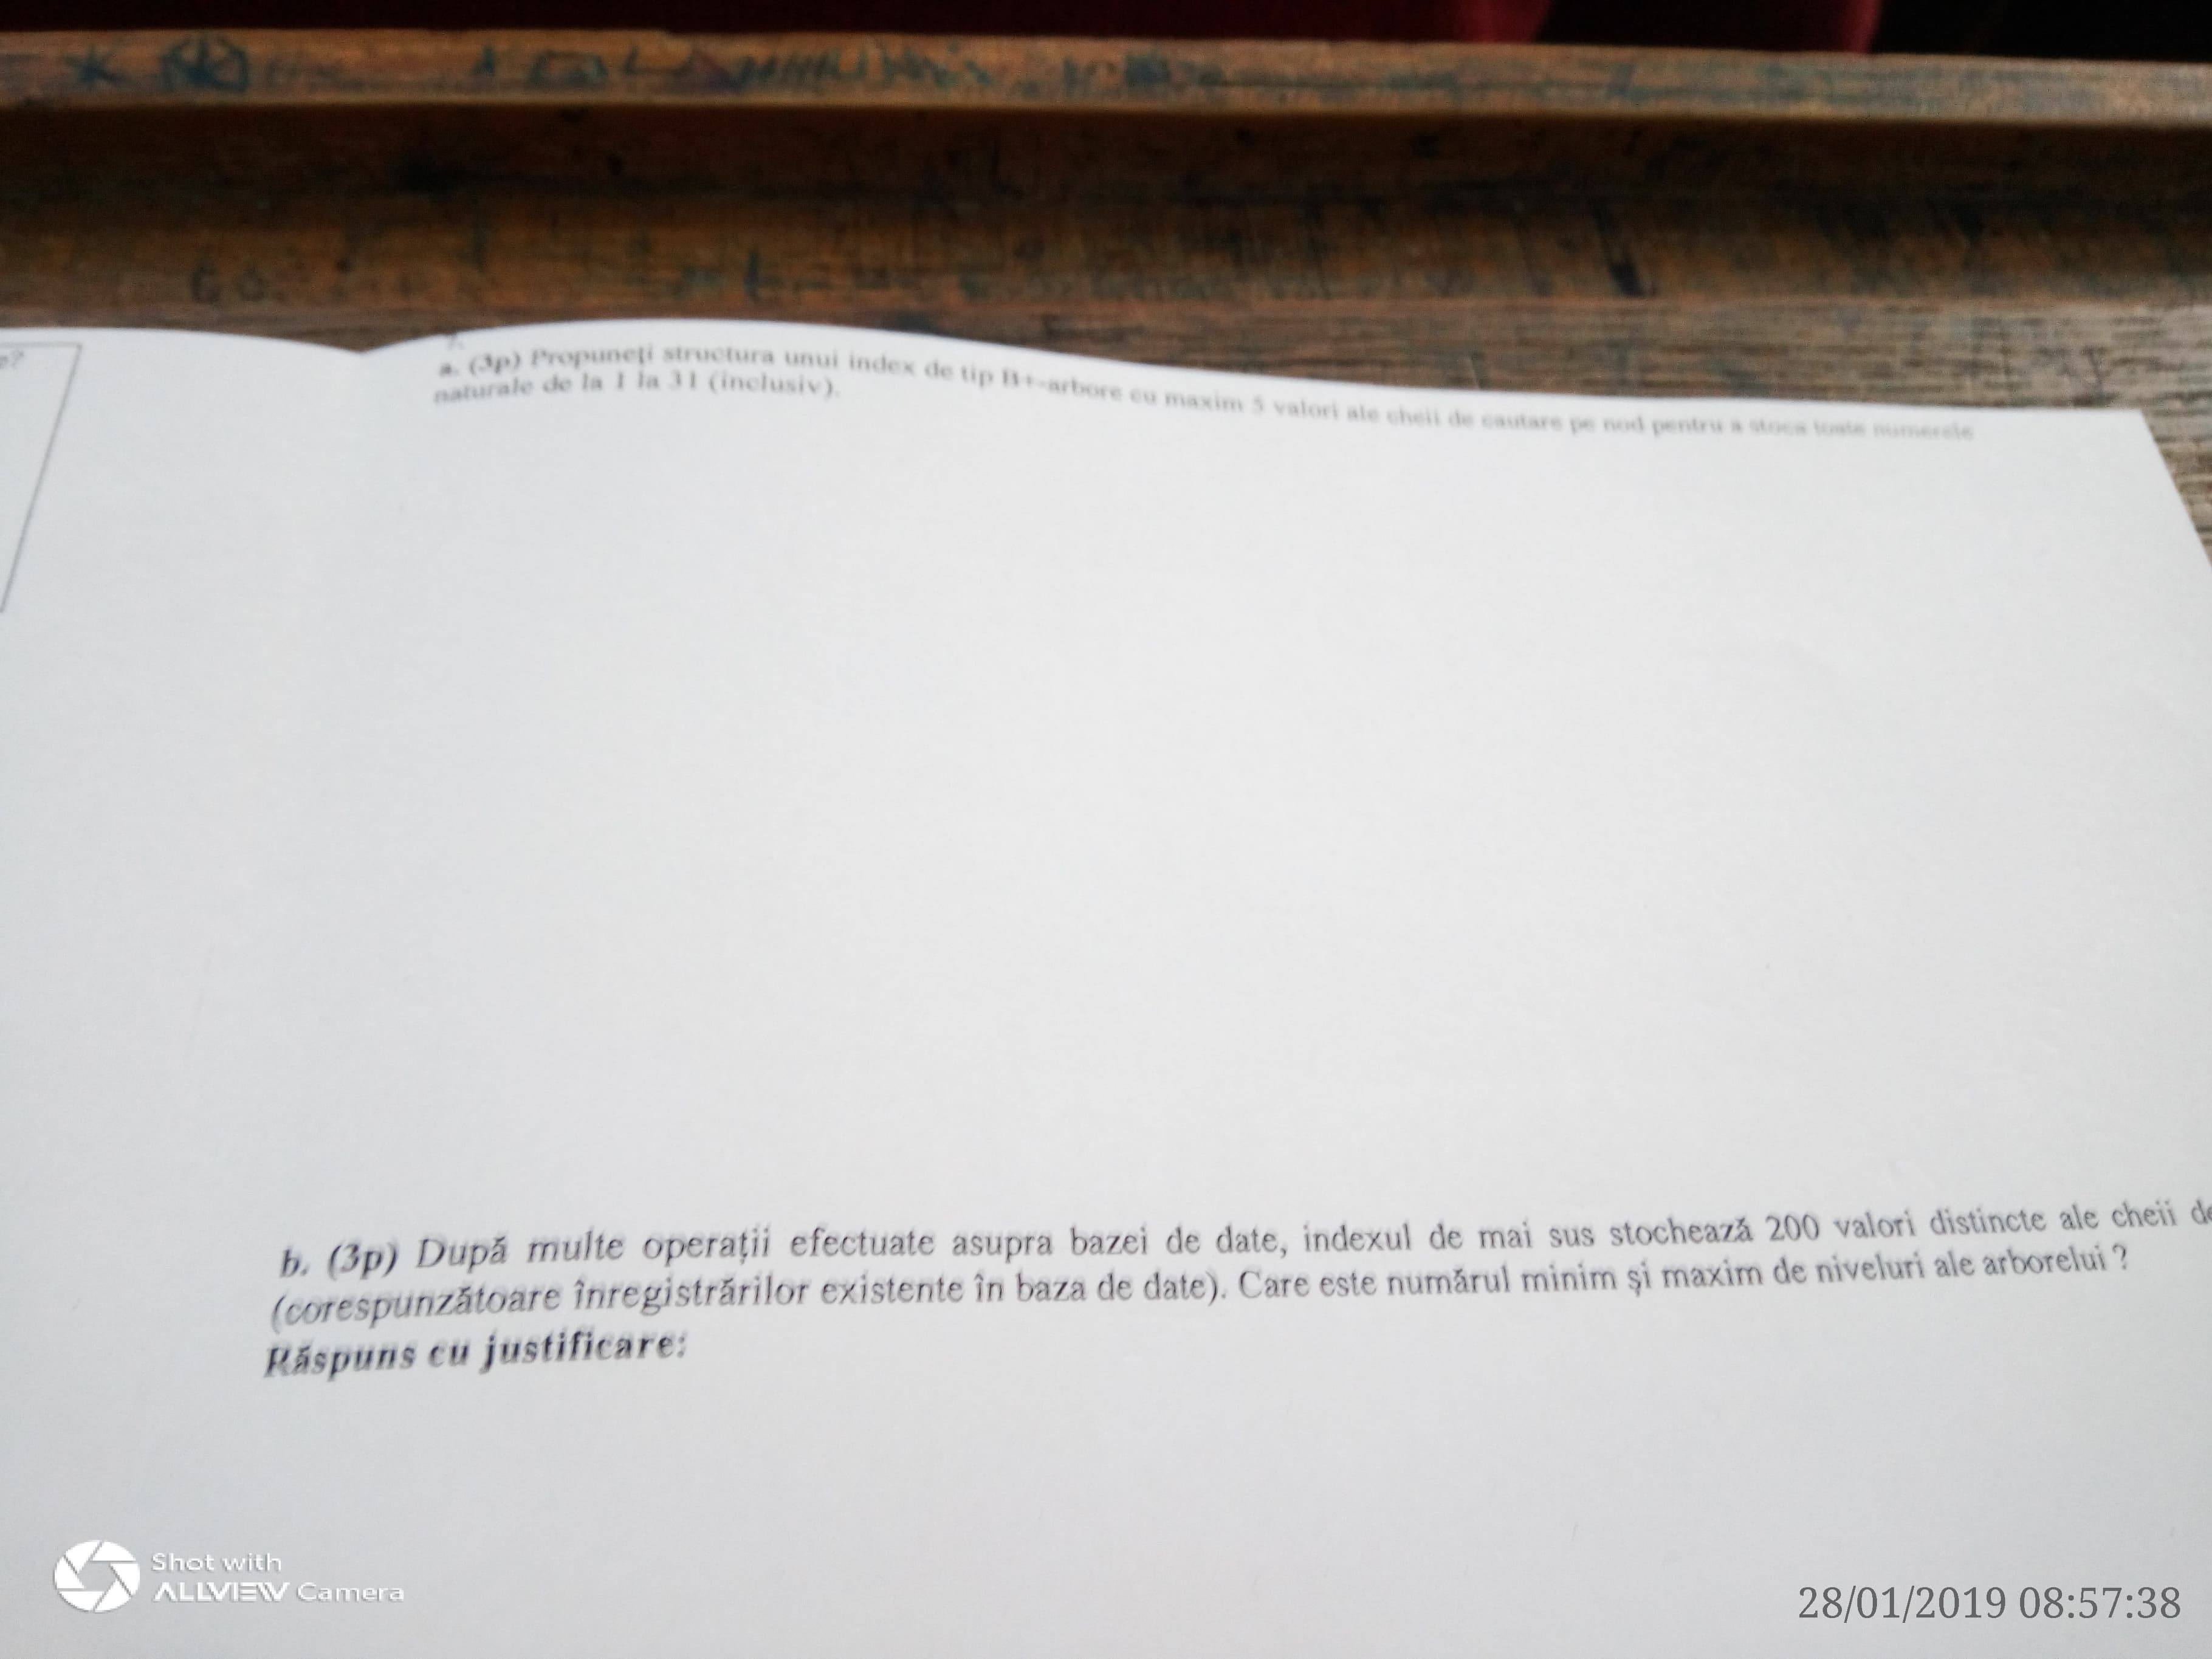 a. (3p) Propuneţi structura unui index de tip B+-arbore cu maxim 5 valori ale cheii de cautare pe nod pentru a stoca toate numerele
naturale de la 1 la 31 (inclusiv).
b. (3p) După multe operaţii efectuate asupra bazei de date, indexul de mai sus stochează 200 valori distincte ale cheii de
(corespunzătoare înregistrărilor existente în baza de date). Care este numărul minim şi maxim de niveluri ale arborelui ?
Răspuns cu justificare:
Shot with
ALLVIEW Camera
28/01/2019 08:57:38